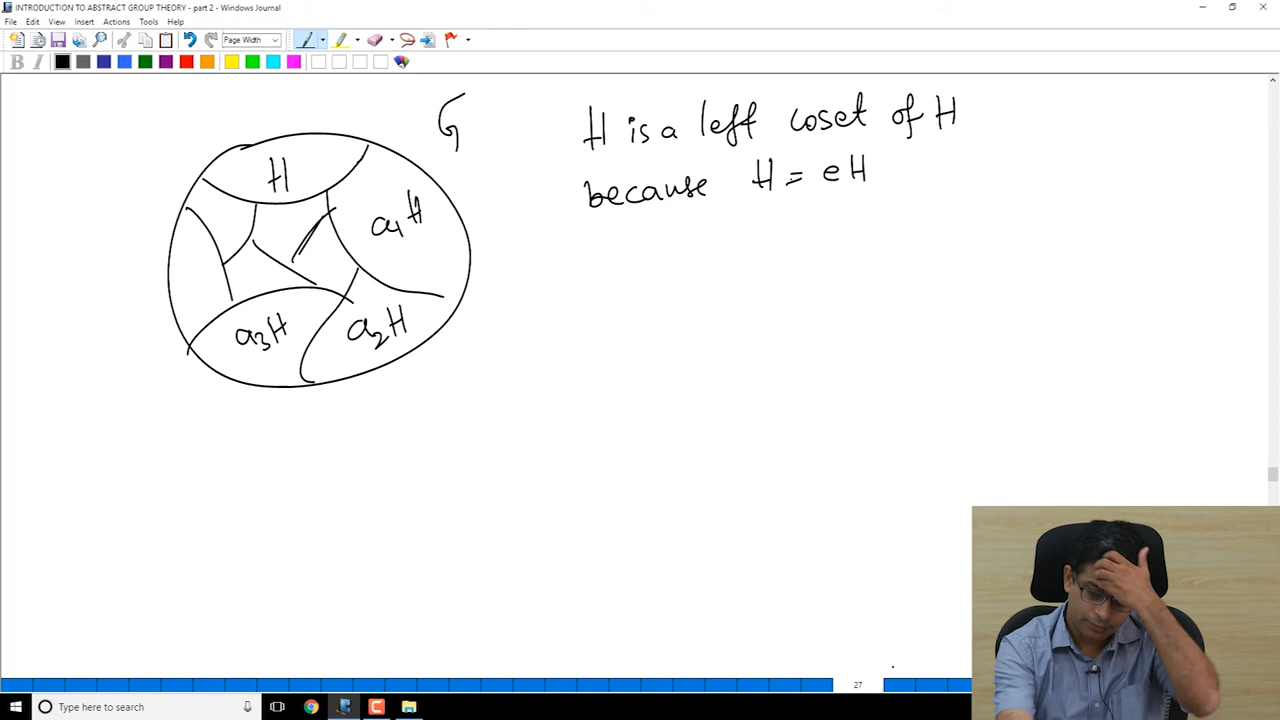 INTRODUCTION TO ABSTRACT GROUP THEORY - part 2 - Windows Journal
File Edit View Insert Actions Tools Help
Page Width
B I
G
H
a1H
a3H
a2H
H is a left coset of H
because H = eH
27
Type here to search